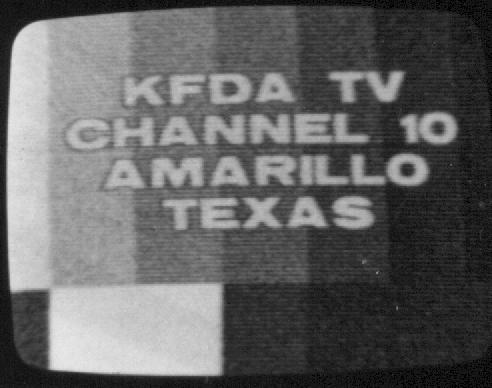 KFDA TV
CHANNEL 10
AMARILLO
TEXAS